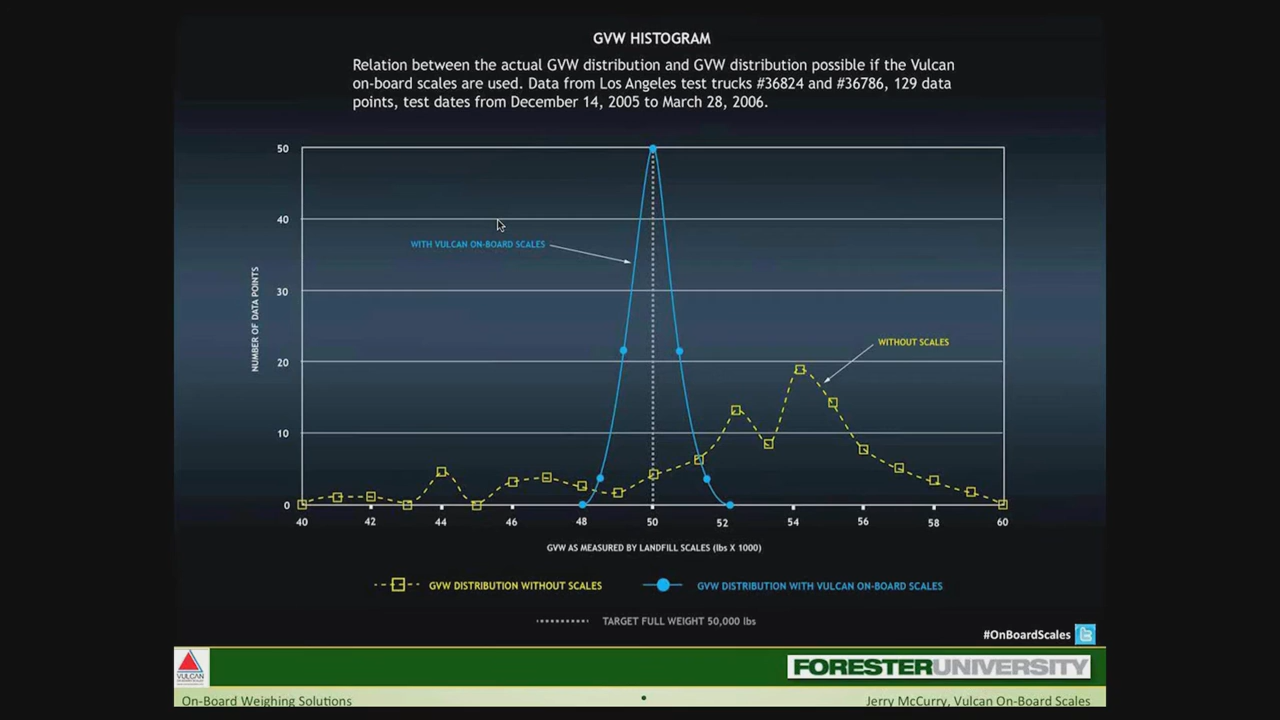 GVW HISTOGRAM
Relation between the actual GVW distribution and GVW distribution possible if the Vulcan
on-board scales are used. Data from Los Angeles test trucks #36824 and #36786, 129 data
points, test dates from December 14, 2005 to March 28, 2006.
50
40
WITH VULCAN ON-BOARD SCALES
NUMBER OF DATA POINTS
30
WITHOUT SCALES
20
10
0
40 42 44 46 48 50 52 54 56 58 60
GVW AS MEASURED BY LANDFILL SCALES (lbs X 1000)
GVW DISTRIBUTION WITHOUT SCALES
GVW DISTRIBUTION WITH VULCAN ON-BOARD SCALES
TARGET FULL WEIGHT 50,000 lbs
#OnBoardScales
VULCAN
FORESTERUNIVERSITY
On-Board Weighing Solutions
Jerry McCurry, Vulcan On-Board Scales